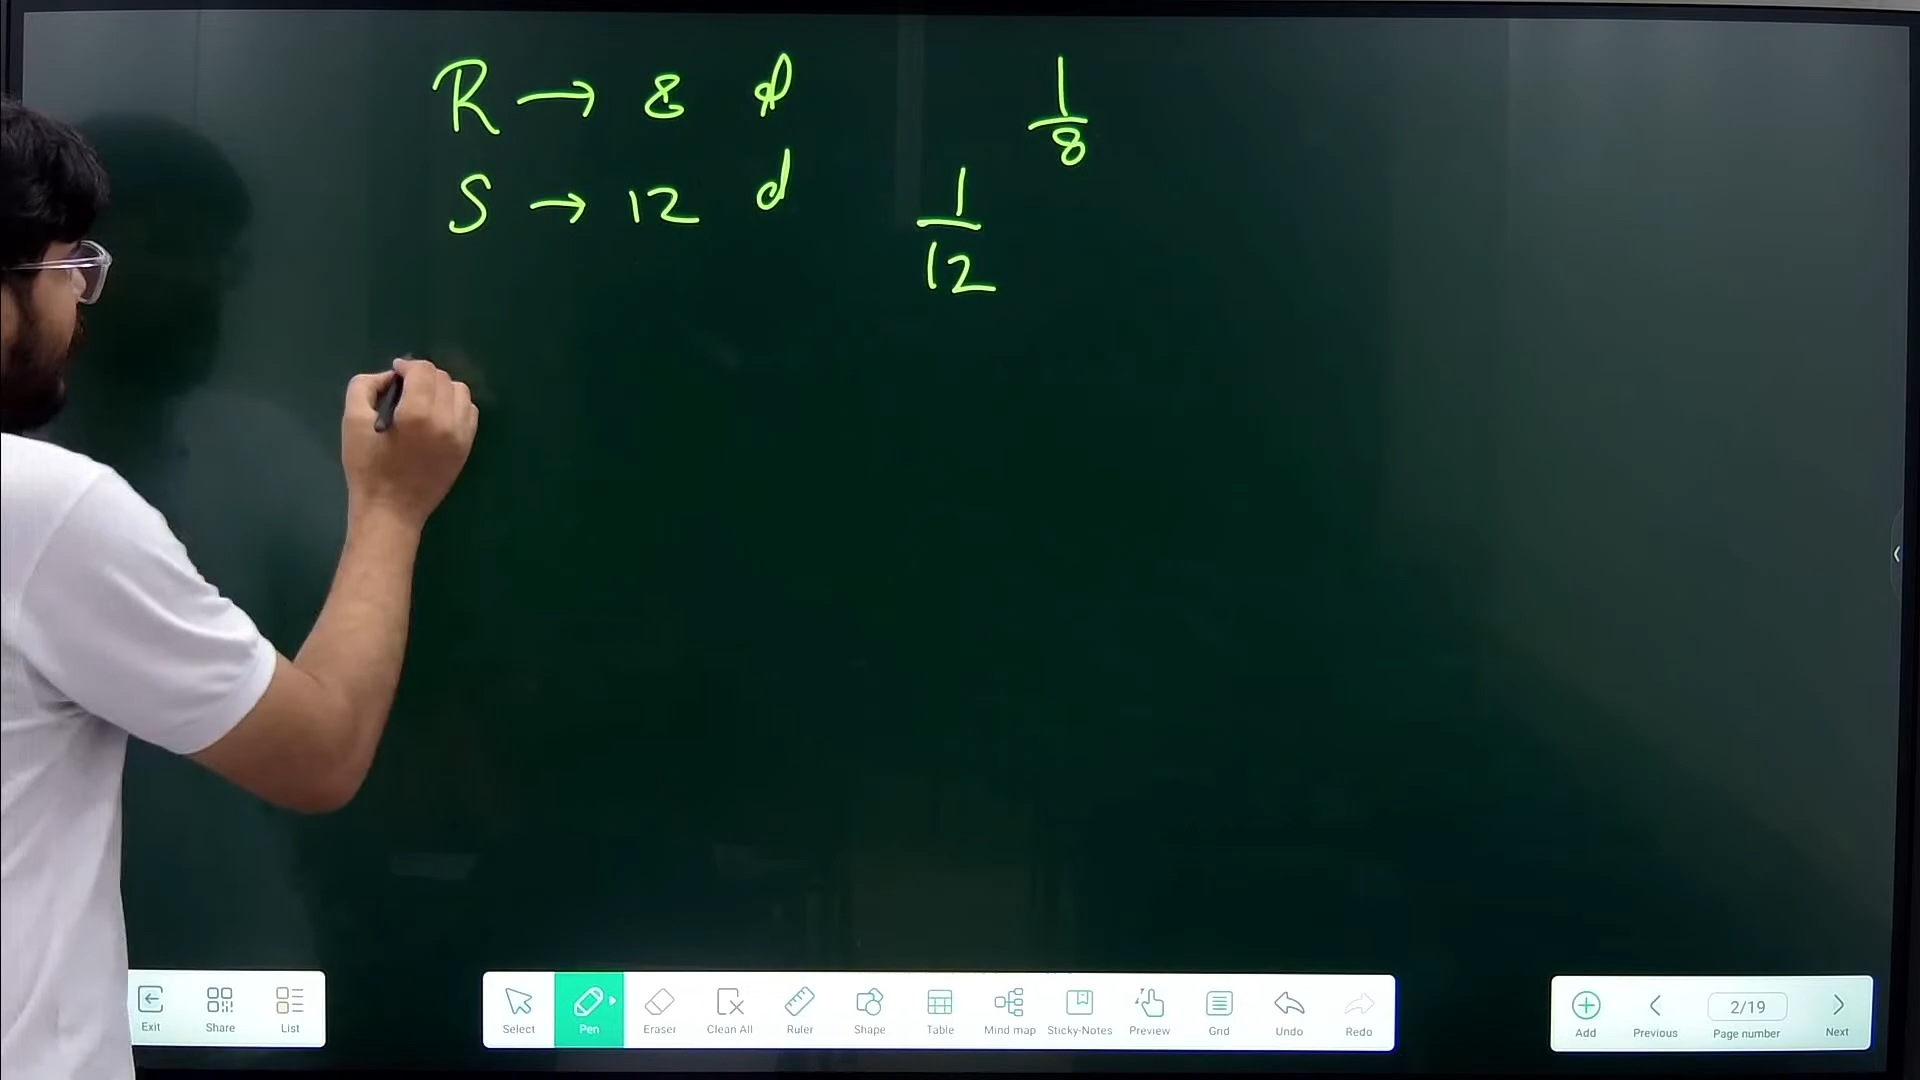 R → 8 d 1/8
S → 12 d 1/12
Exit Share List
Select Pen Eraser Clean All Ruler Shape Table Mind map Sticky-Notes Preview Grid Undo Redo
Add Previous 2/19 Page number Next